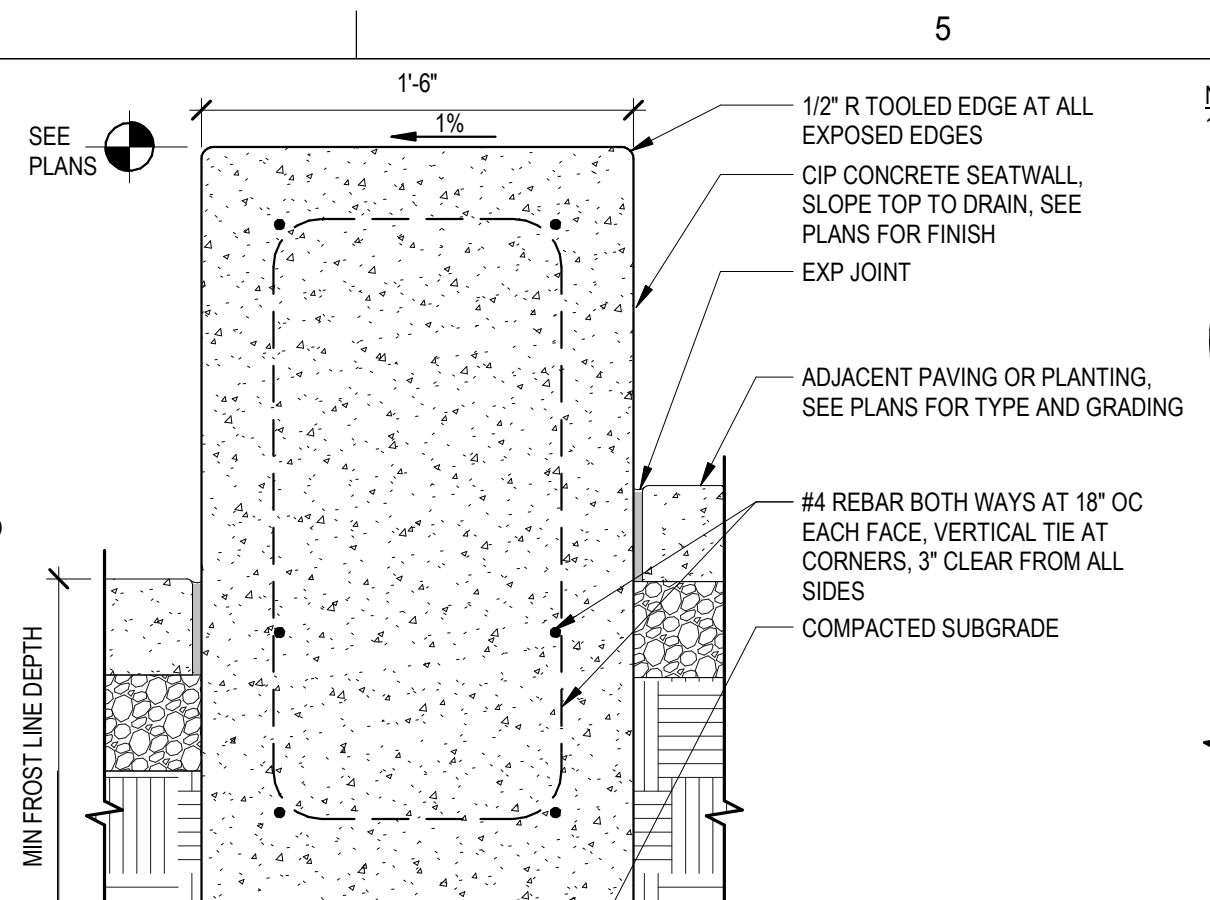 5
1'-6"
1%
SEE
PLANS
1/2" R TOOLED EDGE AT ALL
EXPOSED EDGES
CIP CONCRETE SEATWALL,
SLOPE TOP TO DRAIN, SEE
PLANS FOR FINISH
EXP JOINT
ADJACENT PAVING OR PLANTING,
SEE PLANS FOR TYPE AND GRADING
#4 REBAR BOTH WAYS AT 18" OC
EACH FACE, VERTICAL TIE AT
CORNERS, 3" CLEAR FROM ALL
SIDES
COMPACTED SUBGRADE
MIN FROST LINE DEPTH